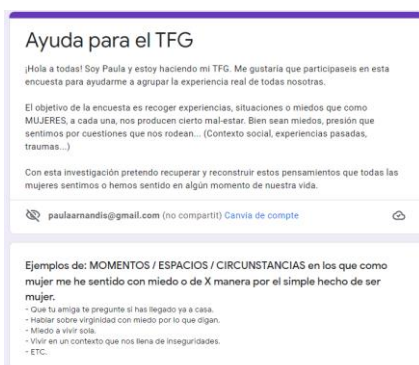 Ayuda para el TFG
¡Hola a todas! Soy Paula y estoy haciendo mi TFG. Me gustaría que participaseis en esta
encuesta para ayudarme a agrupar la experiencia real de todas nosotras.
El objetivo de la encuesta es recoger experiencias, situaciones o miedos que como
MUJERES, a cada una, nos producen cierto mal-estar. Bien sean miedos, presión que
sentimos por cuestiones que nos rodean... (Contexto social, experiencias pasadas,
traumas...)
Con esta investigación pretendo recuperar y reconstruir estos pensamientos que todas las
mujeres sentimos o hemos sentido en algún momento de nuestra vida.
paulaarnandis@gmail.com (no compartit) Canvia de compte
Ejemplos de: MOMENTOS / ESPACIOS / CIRCUNSTANCIAS en los que como
mujer me he sentido con miedo o de X manera por el simple hecho de ser
mujer.
- Que tu amiga te pregunte si has llegado ya a casa.
- Hablar sobre virginidad con miedo por lo que digan.
- Miedo a vivir sola.
- Vivir en un contexto que nos llena de inseguridades.
- ETC.